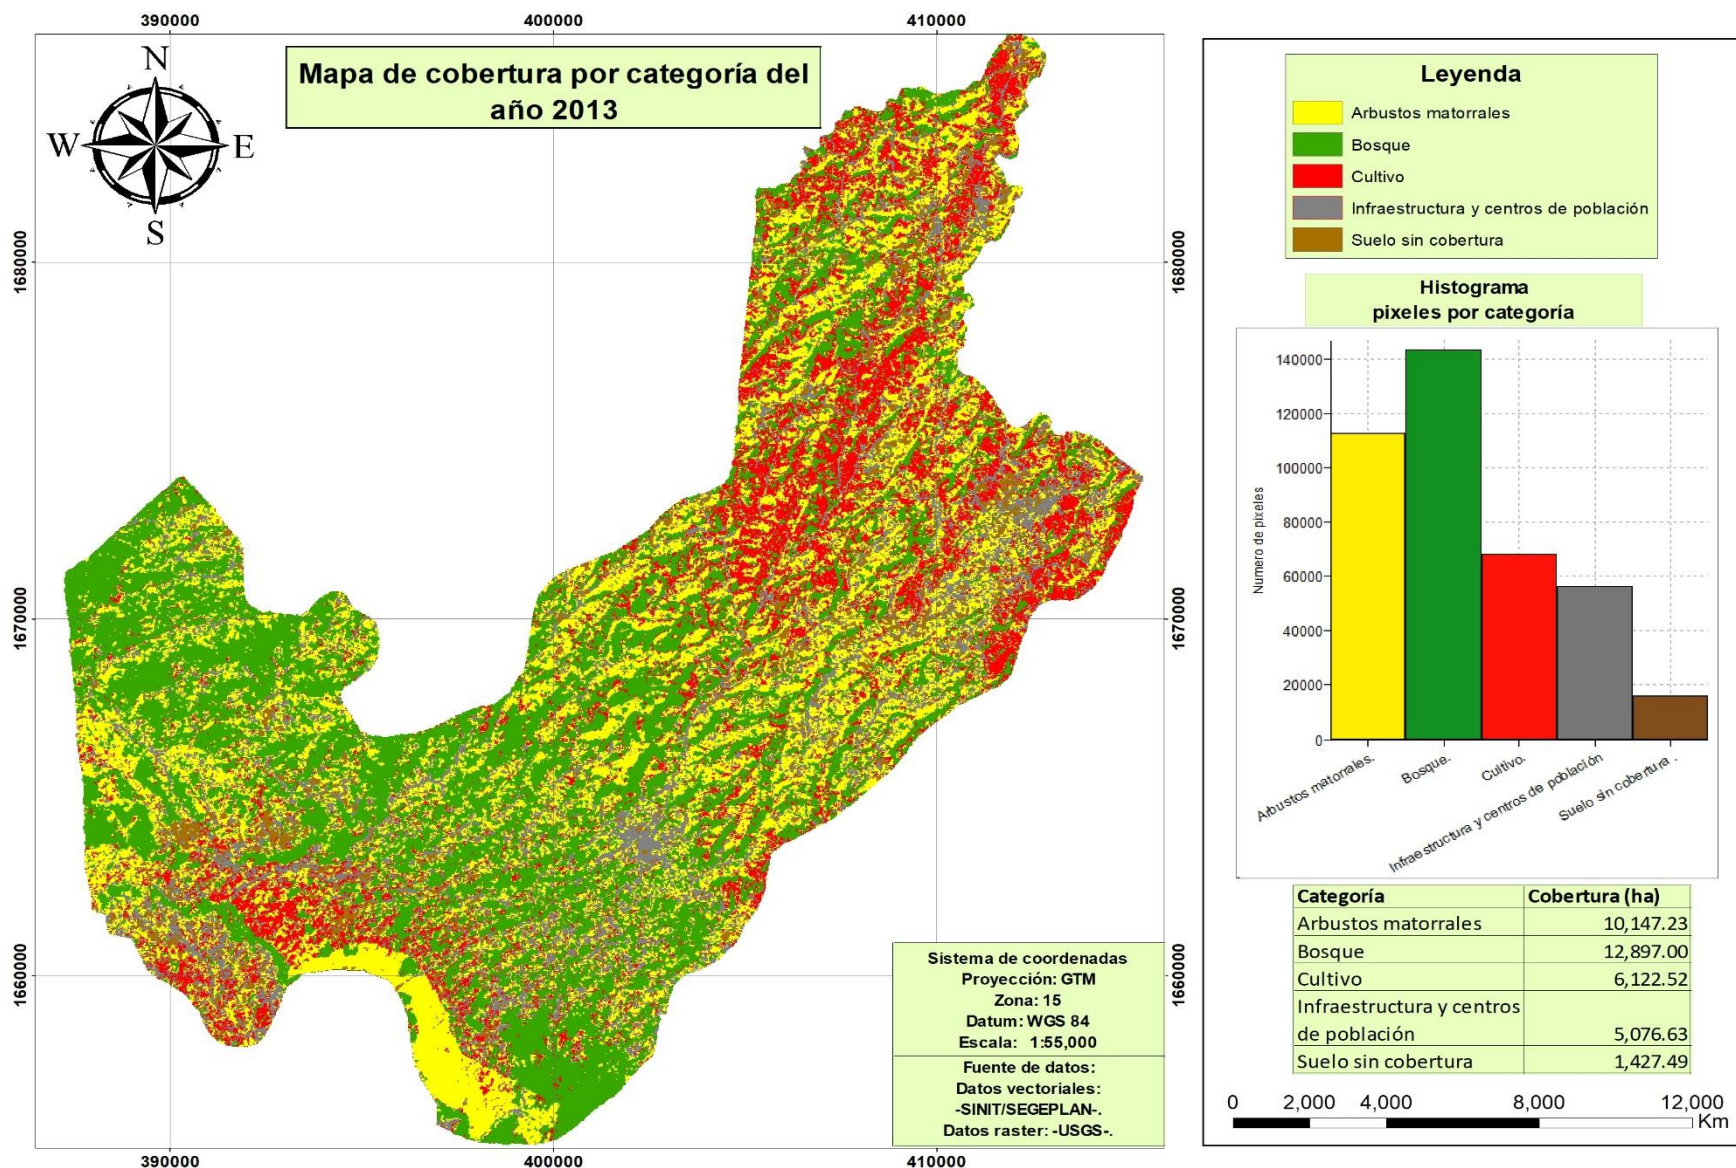 390000
400000
410000
Mapa de cobertura por categoría del
año 2013
N
W
E
S
1680000
1670000
1660000
1680000
1670000
1660000
390000
400000
410000
Sistema de coordenadas
Proyección: GTM
Zona: 15
Datum: WGS 84
Escala: 1:55,000
Fuente de datos:
Datos vectoriales:
-SINIT/SEGEPLAN-.
Datos raster: -USGS-.
Leyenda
Arbustos matorrales
Bosque
Cultivo
Infraestructura y centros de población
Suelo sin cobertura
Histograma
pixeles por categoría
Numero de pixeles
140000
120000
100000
80000
60000
40000
20000
0
Arbustos matorrales.
Bosque.
Cultivo.
Infraestructura y centros de población
Suelo sin cobertura .
Categoría Cobertura (ha)
Arbustos matorrales 10,147.23
Bosque 12,897.00
Cultivo 6,122.52
Infraestructura y centros
de población 5,076.63
Suelo sin cobertura 1,427.49
0 2,000 4,000 8,000 12,000
Km